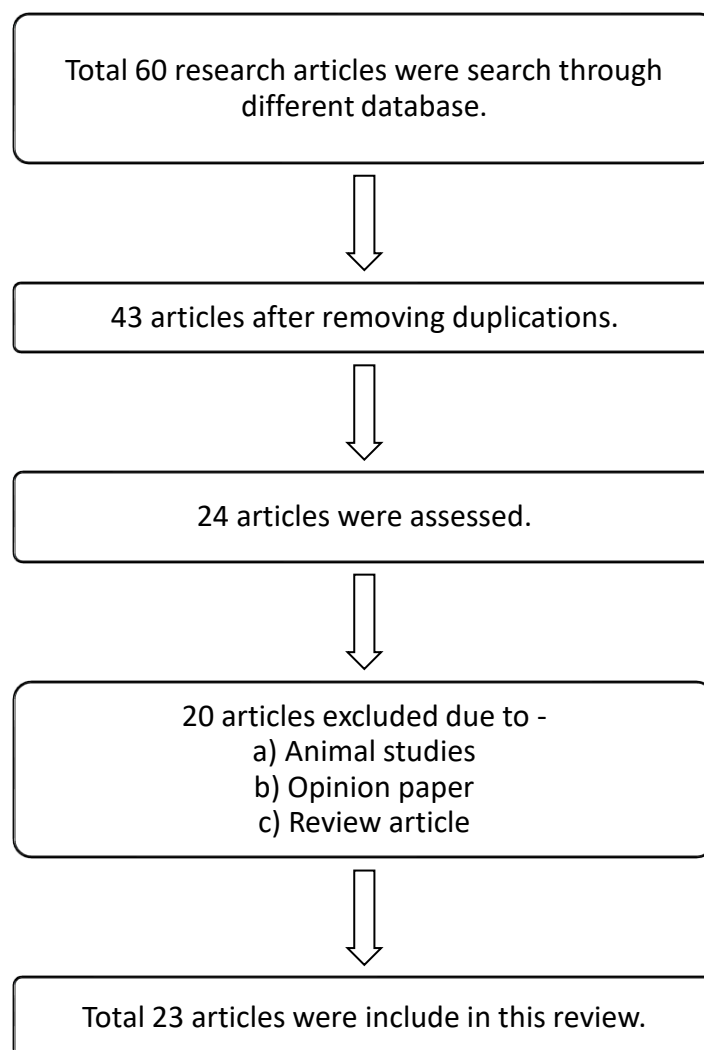 Total 60 research articles were search through
different database.
43 articles after removing duplications.
24 articles were assessed.
20 articles excluded due to -
a) Animal studies
b) Opinion paper
c) Review article
Total 23 articles were include in this review.